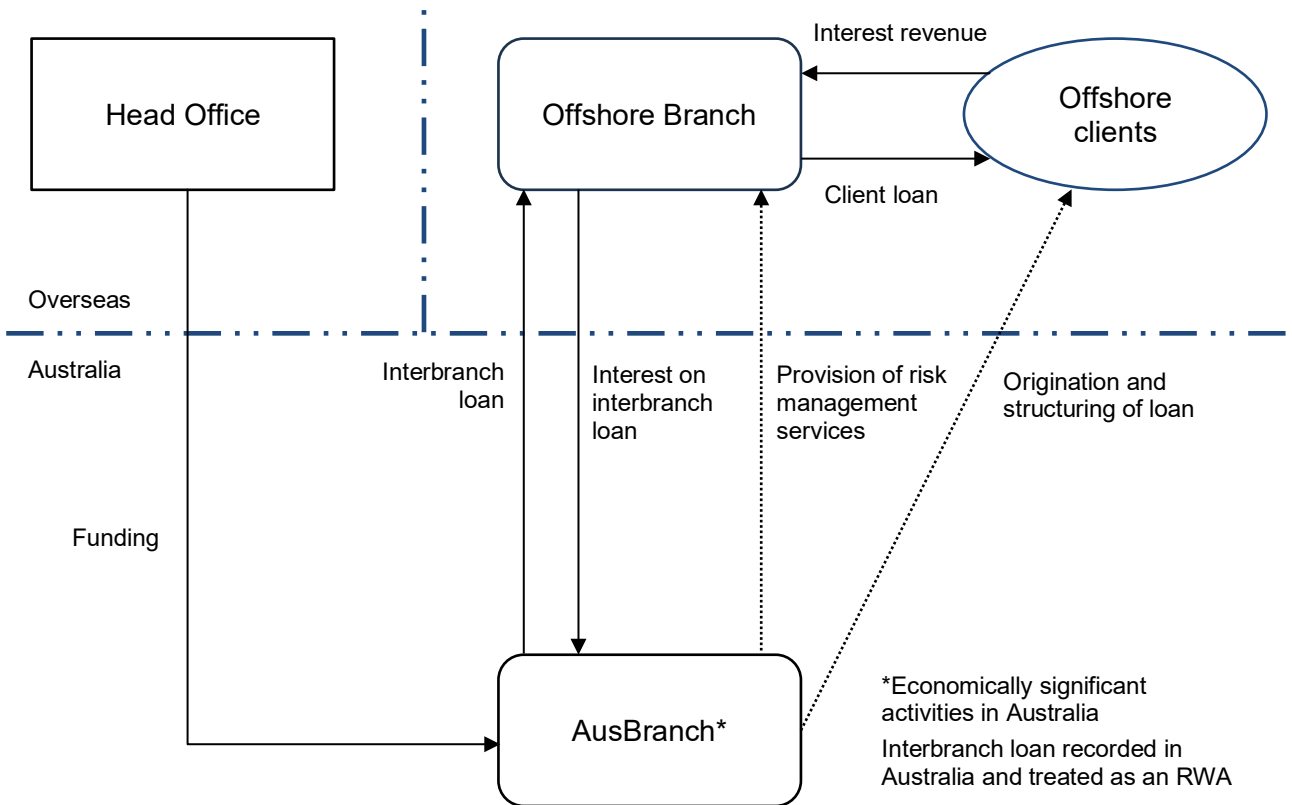 Interest revenue
Head Office
Offshore Branch
Offshore
clients
Client loan
Overseas
Australia
Interbranch
loan
Interest on
interbranch
loan
Provision of risk
management
services
Origination and
structuring of loan
Funding
AusBranch*
*Economically significant
activities in Australia
Interbranch loan recorded in
Australia and treated as an RWA